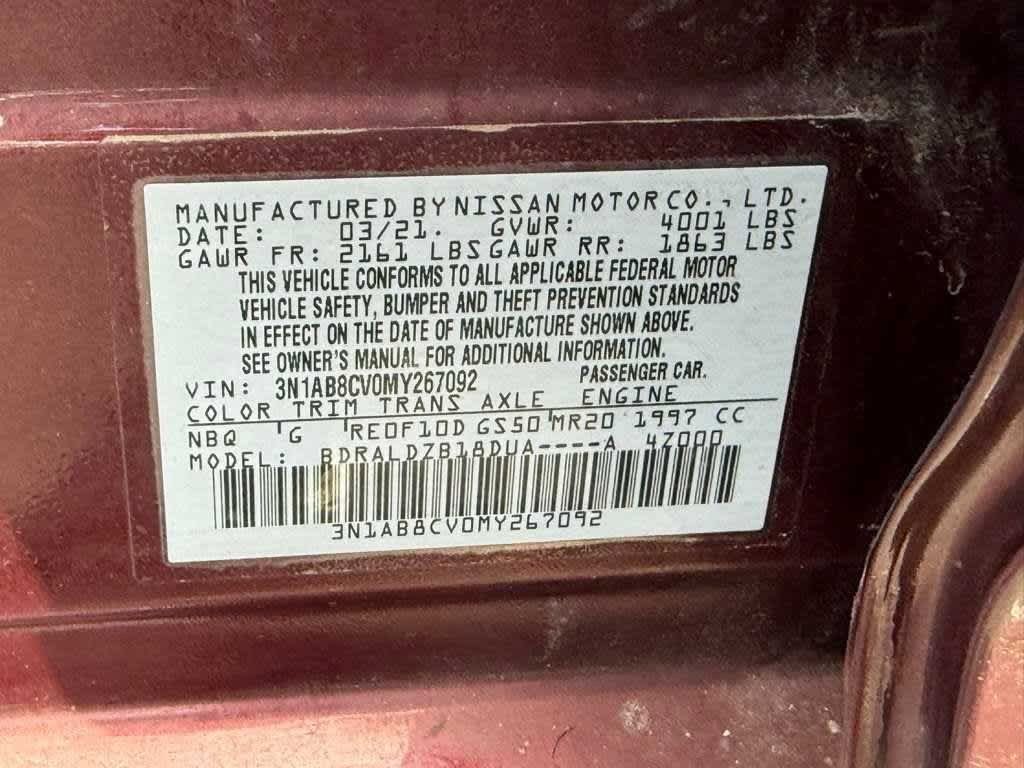 MANUFACTURED BY NISSAN MOTOR CO., LTD.
DATE: 03/21. GVWR: 4001 LBS
GAWR FR: 2161 LBS GAWR RR: 1863 LBS
THIS VEHICLE CONFORMS TO ALL APPLICABLE FEDERAL MOTOR
VEHICLE SAFETY, BUMPER AND THEFT PREVENTION STANDARDS
IN EFFECT ON THE DATE OF MANUFACTURE SHOWN ABOVE.
SEE OWNER'S MANUAL FOR ADDITIONAL INFORMATION.
VIN: 3N1AB8CV0MY267092 PASSENGER CAR.
COLOR TRIM TRANS AXLE ENGINE
NBQ G RE0F10D GS50 MR20 1997 CC
MODEL: BDRALDZB18DUA----A 4Z000
3N1AB8CV0MY267092